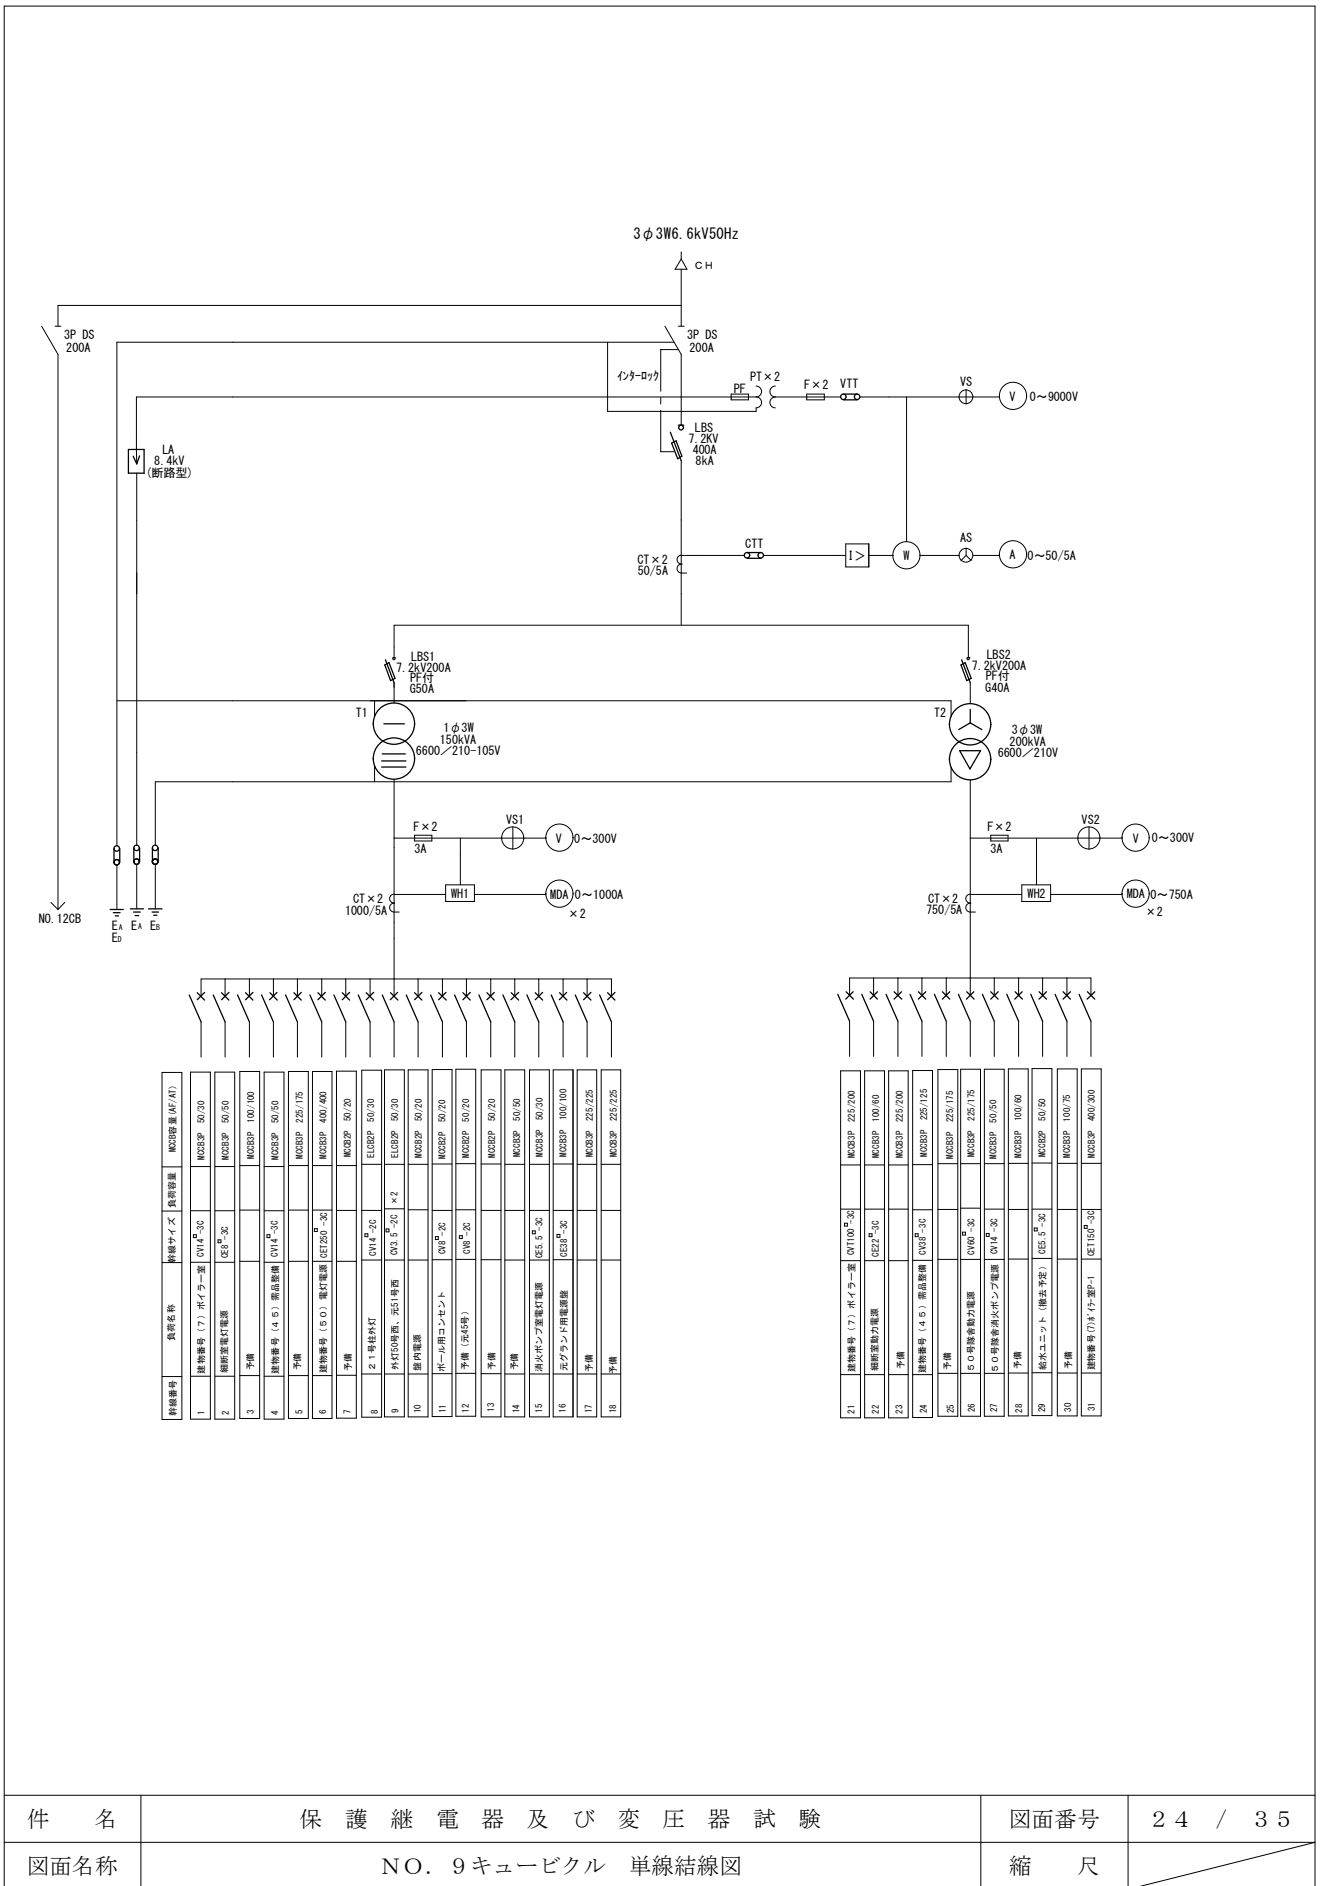 3φ3W6.6kV50Hz
CH
3P DS
200A
3P DS
200A
インターロック
PF
PT×2
F×2
VTT
VS
V
0～9000V
LBS
7.2KV
400A
8kA
LA
8.4kV
(断路型)
CT×2
50/5A
CTT
I>
W
AS
A
0～50/5A
LBS1
7.2kV200A
PF付
G50A
LBS2
7.2kV200A
PF付
G40A
T1
1φ3W
150kVA
6600／210-105V
T2
3φ3W
200kVA
6600／210V
F×2
3A
VS1
V
0～300V
CT×2
1000/5A
WH1
MDA
0～1000A
×2
F×2
3A
VS2
V
0～300V
CT×2
750/5A
WH2
MDA
0～750A
×2
NO.12CB
EA
ED
EA
EB
幹線番号 負荷名称 幹線サイズ 負荷容量 MCCB容量(AF/AT)
1 建物番号（7）ボイラー室 CV14□-3C MCCB3P 50/30
2 細断室電灯電源 CE8□-3C MCCB3P 50/50
3 予備 MCCB3P 100/100
4 建物番号（45）需品整備 CV14□-3C MCCB3P 50/50
5 予備 MCCB3P 225/175
6 建物番号（50）電灯電源 CET250□-3C MCCB3P 400/400
7 予備 MCCB2P 50/20
8 21号柱外灯 CV14□-2C ELCB2P 50/30
9 外灯50号西、元51号西 CV3.5□-2C ×2 ELCB2P 50/30
10 盤内電源 MCCB2P 50/20
11 ポール用コンセント CV8□-2C MCCB2P 50/20
12 予備（元45号） CV8□-2C MCCB2P 50/20
13 予備 MCCB2P 50/20
14 予備 MCCB3P 50/50
15 消火ポンプ室電灯電源 CE5.5□-3C MCCB3P 50/30
16 元グランド用電源盤 CE38□-3C MCCB3P 100/100
17 予備 MCCB3P 225/225
18 予備 MCCB3P 225/225
21 建物番号（7）ボイラー室 CVT100□-3C MCCB3P 225/200
22 細断室動力電源 CE22□-3C MCCB3P 100/60
23 予備 MCCB3P 225/200
24 建物番号（45）需品整備 CV38□-3C MCCB3P 225/125
25 予備 MCCB3P 225/175
26 50号隊舎動力電源 CV60□-3C MCCB3P 225/175
27 50号隊舎消火ポンプ電源 CV14□-3C MCCB3P 50/50
28 予備 MCCB3P 100/60
29 給水ユニット（撤去予定） CE5.5□-3C MCCB2P 50/50
30 予備 MCCB3P 100/75
31 建物番号(7)ﾎﾞｲﾗｰ室P-1 CET150□-3C MCCB3P 400/300
件 名 保護継電器及び変圧器試験 図面番号 24 / 35
図面名称 NO．9キュービクル 単線結線図 縮 尺